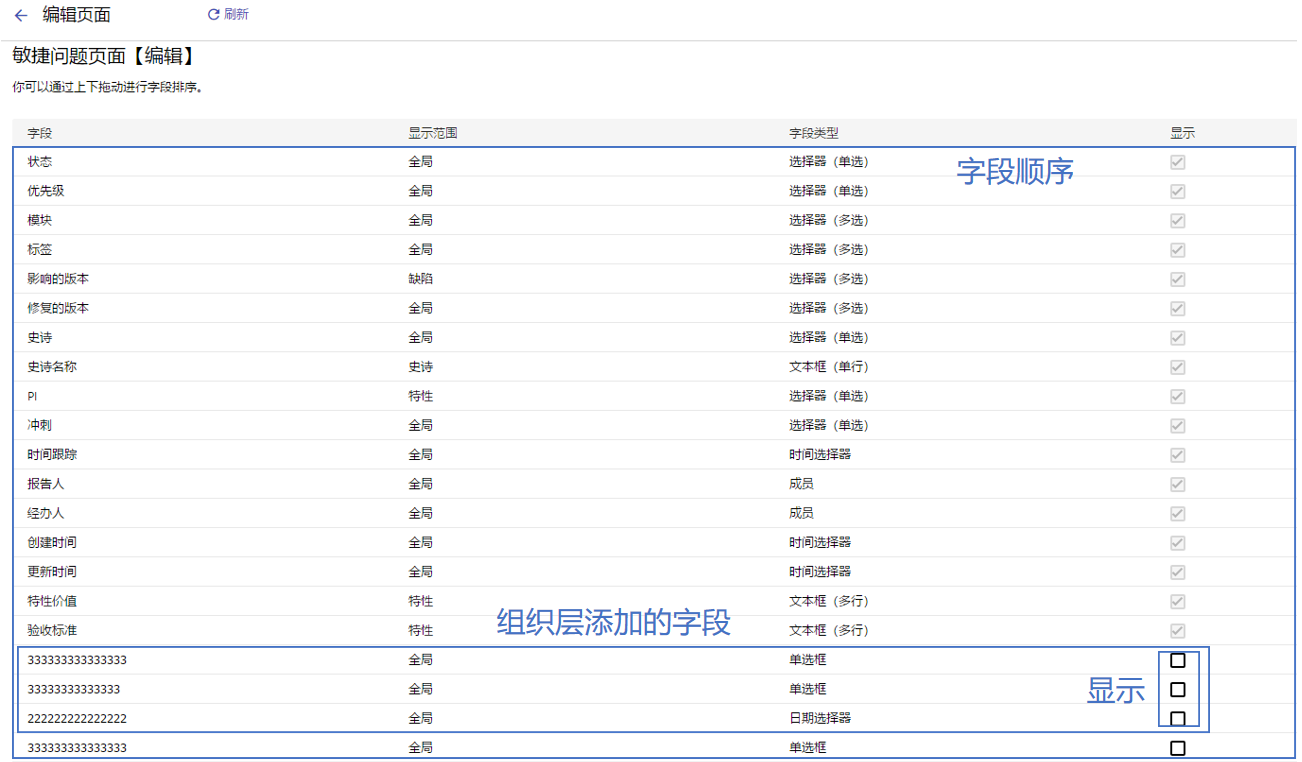 编辑页面 刷新
敏捷问题页面【编辑】
你可以通过上下拖动进行字段排序。
字段 显示范围 字段类型 显示
状态 全局 选择器（单选）
字段顺序
优先级 全局 选择器（单选）
模块 全局 选择器（多选）
标签 全局 选择器（多选）
影响的版本 缺陷 选择器（多选）
修复的版本 全局 选择器（多选）
史诗 全局 选择器（单选）
史诗名称 史诗 文本框（单行）
PI 特性 选择器（单选）
冲刺 全局 选择器（单选）
时间跟踪 全局 时间选择器
报告人 全局 成员
经办人 全局 成员
创建时间 全局 时间选择器
更新时间 全局 时间选择器
特性价值 特性 文本框（多行）
组织层添加的字段
验收标准 特性 文本框（多行）
333333333333333 全局 单选框
33333333333333 全局 单选框
显示
222222222222222 全局 日期选择器
333333333333333 全局 单选框